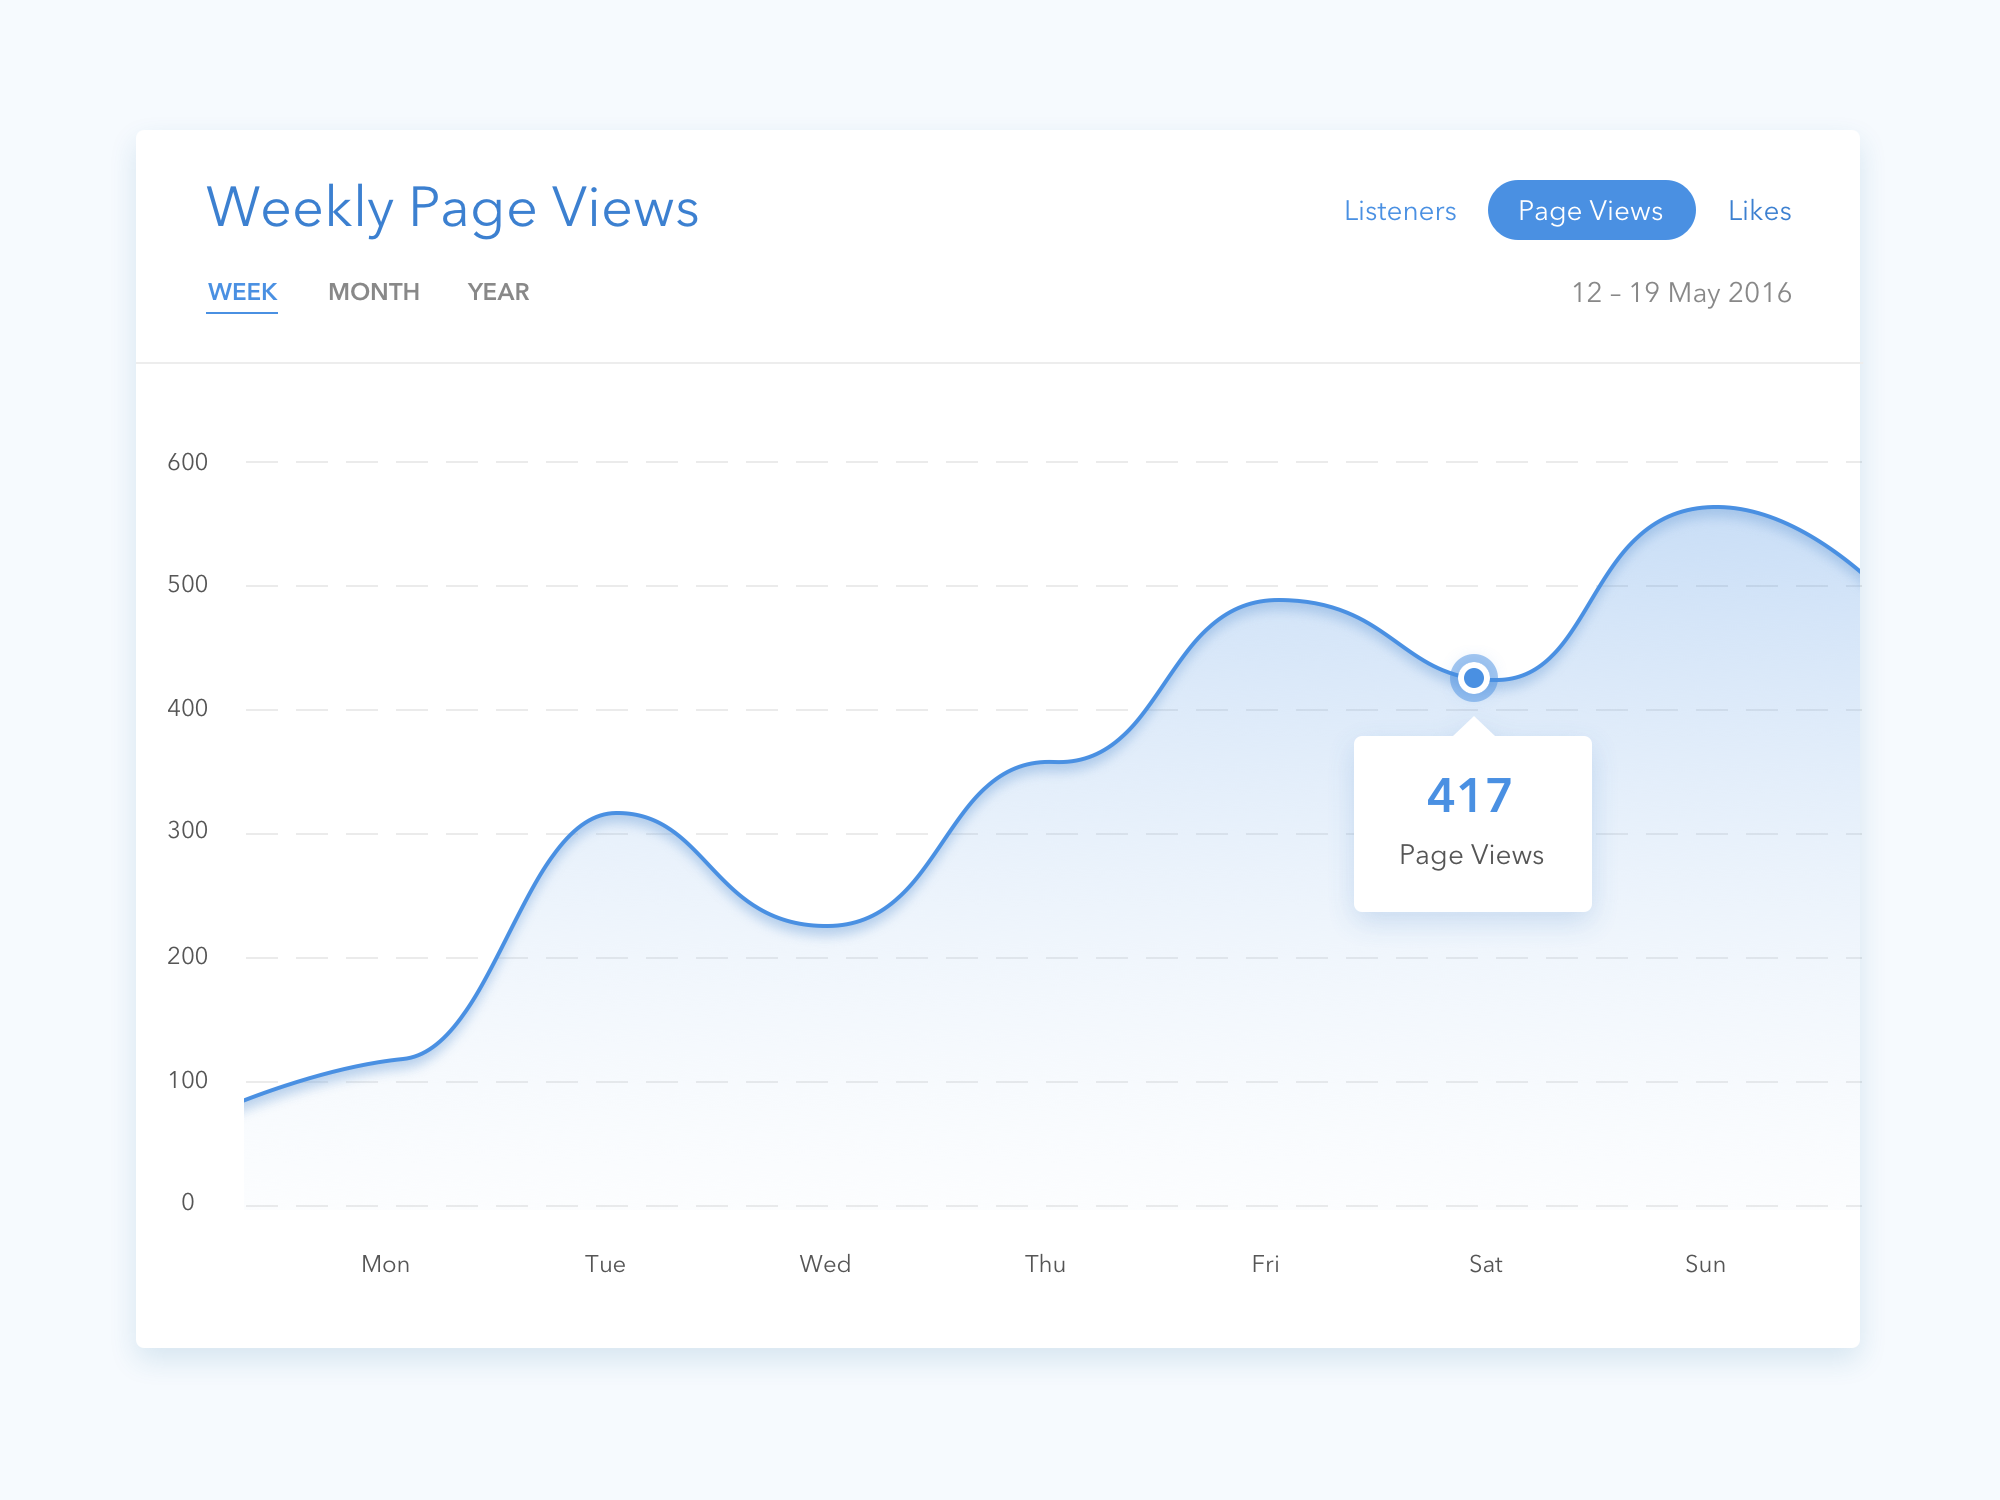 Weekly Page Views
Listeners Page Views Likes
WEEK MONTH YEAR
12 – 19 May 2016
600
500
400
300
200
100
0
417
Page Views
Mon Tue Wed Thu Fri Sat Sun